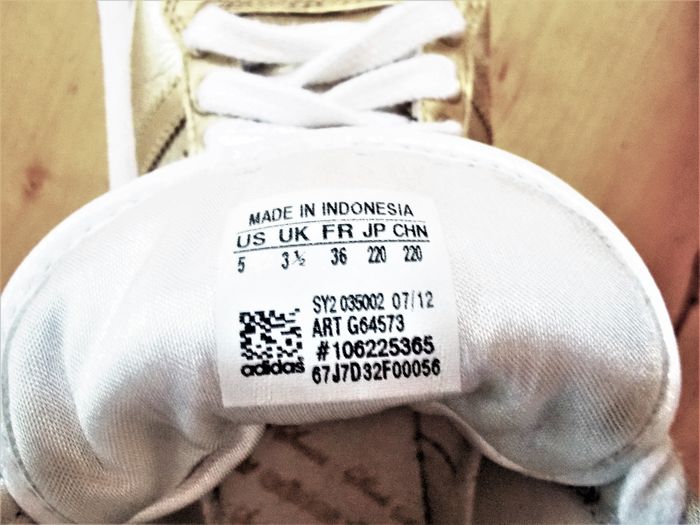 MADE IN INDONESIA
US UK FR JP CHN
5 3½ 36 220 220
SY2 035002 07/12
ART G64573
#106225365
adidas
67J7D32F00056